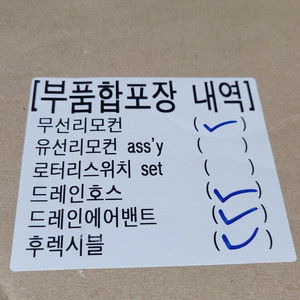 [부품합포장 내역]
무선리모컨 (✓)
유선리모컨 ass'y ( )
로터리스위치 set ( )
드레인호스 (✓)
드레인에어밴트 (✓)
후렉시블 (✓)